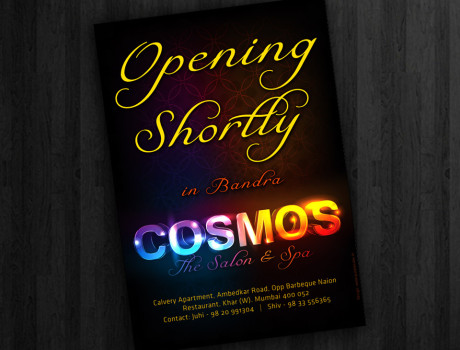 Opening
Shortly
in Bandra
COSMOS
The Salon & Spa
Calvery Apartment, Ambedkar Road, Opp Barbeque Naion
Restaurant, Khar (W), Mumbai 400 052
Contact: Juhi - 98 20 991304 | Shiv - 98 33 556365